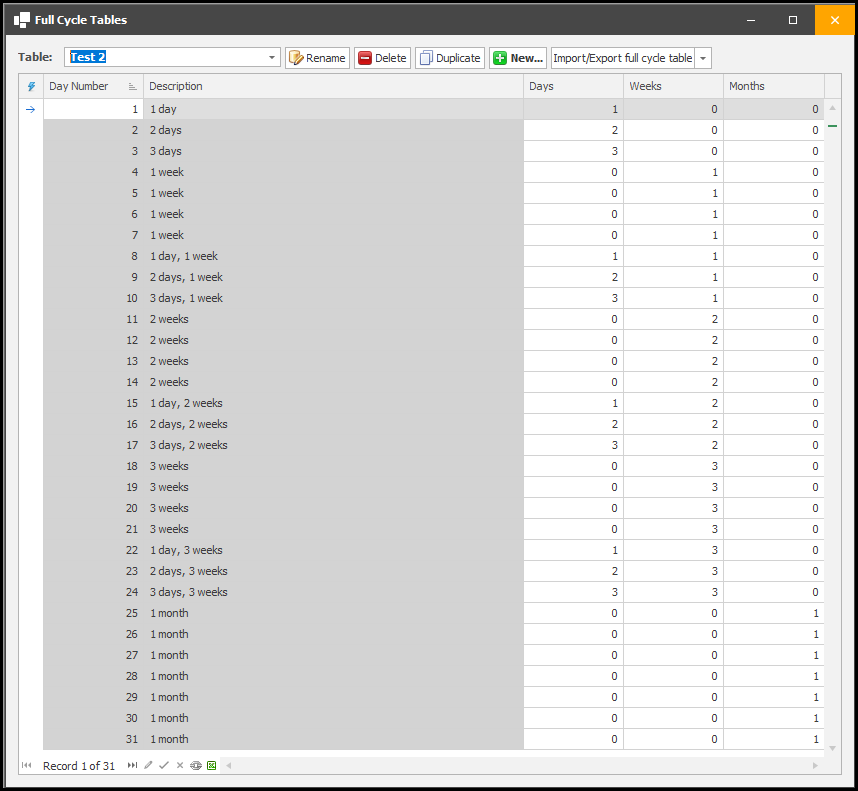 Full Cycle Tables
Table: Test 2 Rename Delete Duplicate New... Import/Export full cycle table
Day Number Description Days Weeks Months
1 1 day 1 0 0
2 2 days 2 0 0
3 3 days 3 0 0
4 1 week 0 1 0
5 1 week 0 1 0
6 1 week 0 1 0
7 1 week 0 1 0
8 1 day, 1 week 1 1 0
9 2 days, 1 week 2 1 0
10 3 days, 1 week 3 1 0
11 2 weeks 0 2 0
12 2 weeks 0 2 0
13 2 weeks 0 2 0
14 2 weeks 0 2 0
15 1 day, 2 weeks 1 2 0
16 2 days, 2 weeks 2 2 0
17 3 days, 2 weeks 3 2 0
18 3 weeks 0 3 0
19 3 weeks 0 3 0
20 3 weeks 0 3 0
21 3 weeks 0 3 0
22 1 day, 3 weeks 1 3 0
23 2 days, 3 weeks 2 3 0
24 3 days, 3 weeks 3 3 0
25 1 month 0 0 1
26 1 month 0 0 1
27 1 month 0 0 1
28 1 month 0 0 1
29 1 month 0 0 1
30 1 month 0 0 1
31 1 month 0 0 1
Record 1 of 31